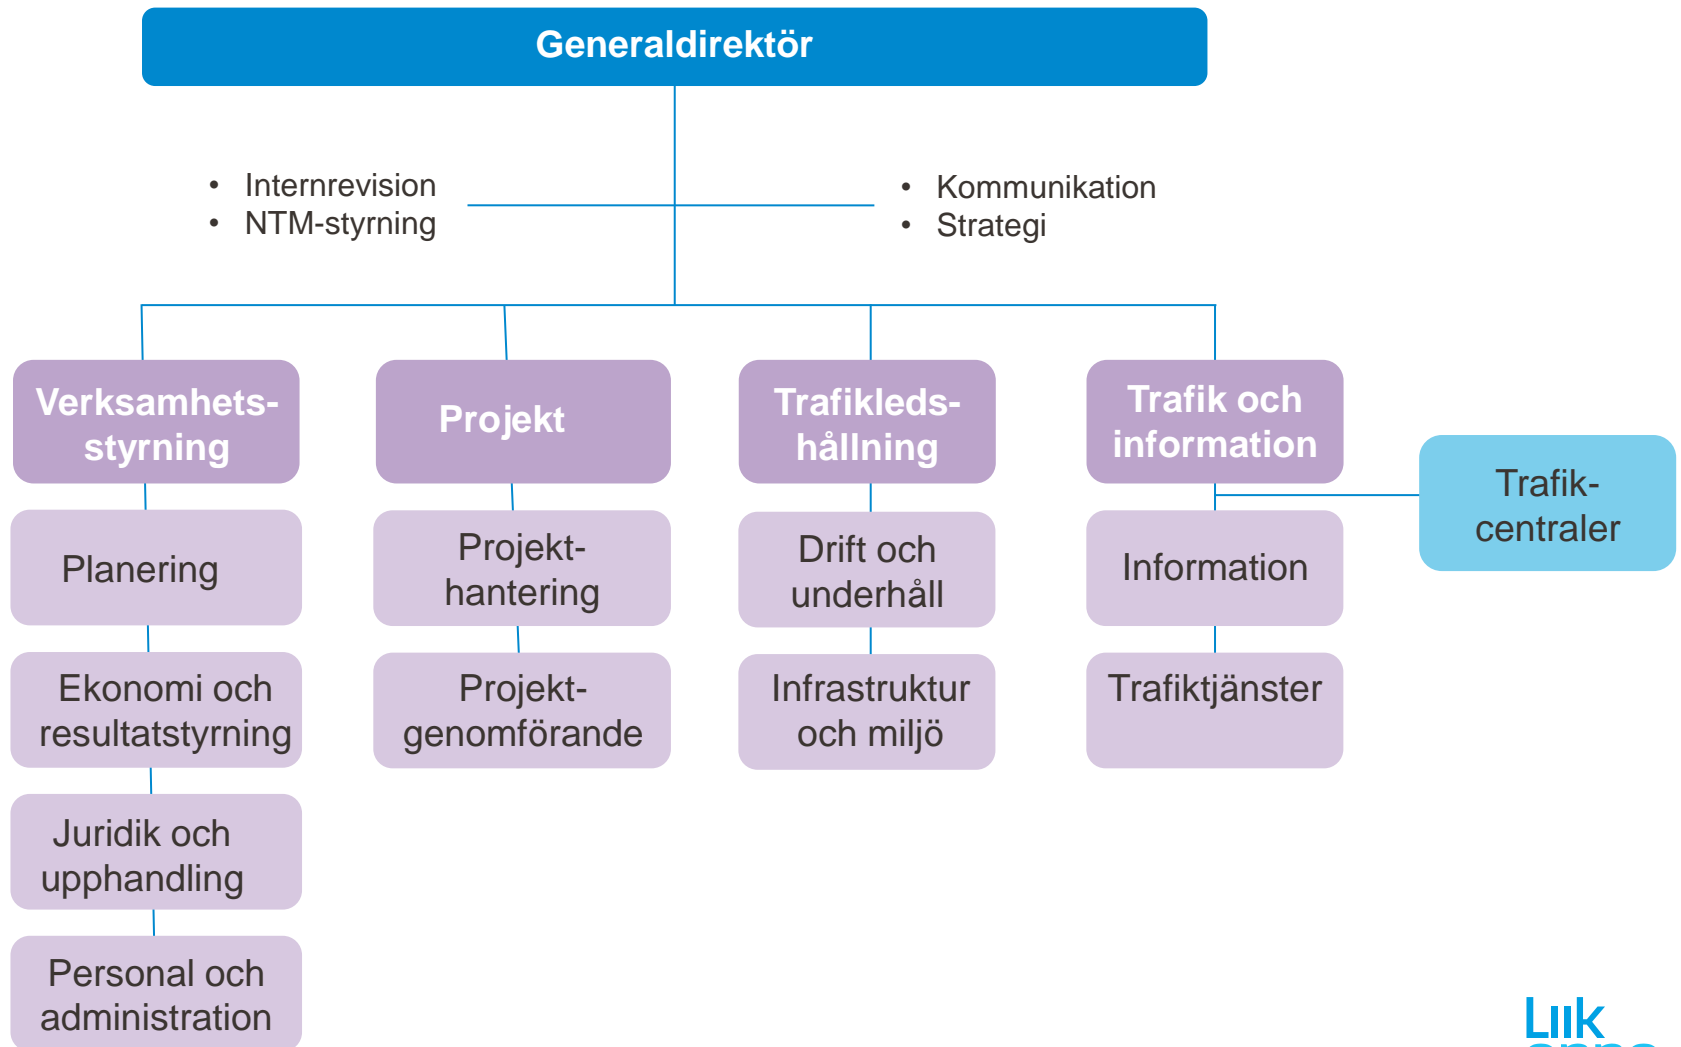 Generaldirektör
• Internrevision
• NTM-styrning
• Kommunikation
• Strategi
Verksamhets-
styrning
Projekt
Trafikleds-
hållning
Trafik och
information
Trafik-
centraler
Planering
Projekt-
hantering
Drift och
underhåll
Information
Ekonomi och
resultatstyrning
Projekt-
genomförande
Infrastruktur
och miljö
Trafiktjänster
Juridik och
upphandling
Personal och
administration
Liik